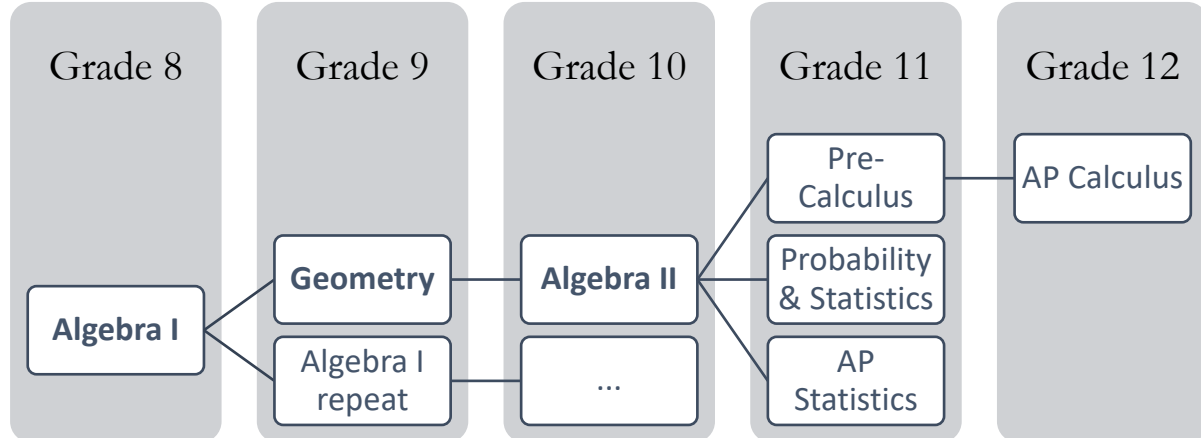 Grade 8
Grade 9
Grade 10
Grade 11
Grade 12
Algebra I
Geometry
Algebra I
repeat
Algebra II
...
Pre-
Calculus
Probability
& Statistics
AP
Statistics
AP Calculus